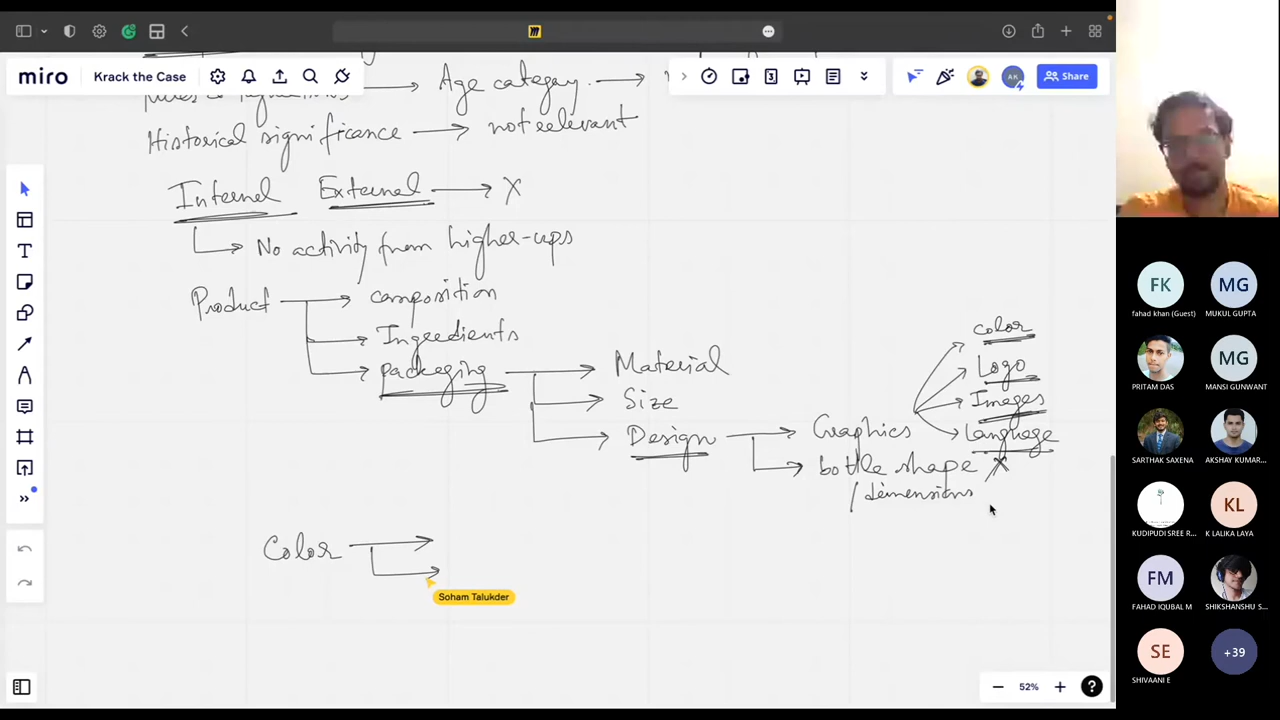 miro
Krack the Case
3
AK
Share
Age category.
Historical significance → not relevant
Internal External → X
No activity from higher-ups
Product → composition
Ingredients
packaging → Material
Size
Design → Graphics
bottle shape X
/dimensions
color
Logo
Images
Language
Color
Soham Talukder
52%
FK
fahad khan (Guest)
MG
MUKUL GUPTA
PRITAM DAS
MG
MANSI GUNWANT
SARTHAK SAXENA
AKSHAY KUMAR...
KUDIPUDI SREE R...
KL
K LALIKA LAYA
FM
FAHAD IQUBAL M
SHIKSHANSHU S...
SE
SHIVAANI E
+39